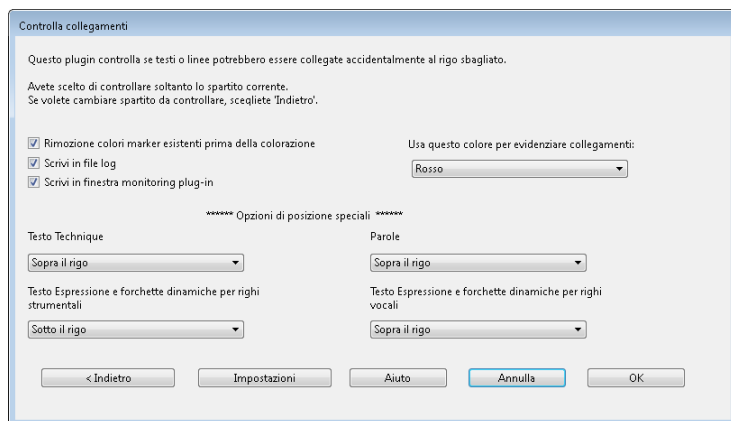 Controlla collegamenti
Questo plugin controlla se testi o linee potrebbero essere collegate accidentalmente al rigo sbagliato.
Avete scelto di controllare soltanto lo spartito corrente.
Se volete cambiare spartito da controllare, scegliete 'Indietro'.
Rimozione colori marker esistenti prima della colorazione
Usa questo colore per evidenziare collegamenti:
Scrivi in file log
Rosso
Scrivi in finestra monitoring plug-in
****** Opzioni di posizione speciali ******
Testo Technique
Parole
Sopra il rigo
Sopra il rigo
Testo Espressione e forchette dinamiche per righi
strumentali
Testo Espressione e forchette dinamiche per righi
vocali
Sotto il rigo
Sopra il rigo
< Indietro
Impostazioni
Aiuto
Annulla
OK